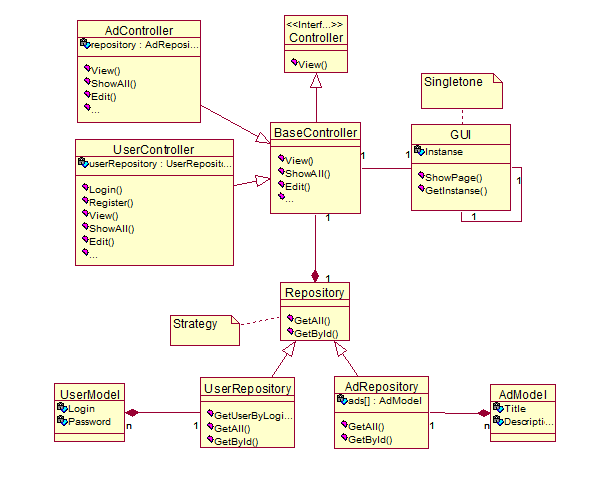 AdController
repository : AdReposi...
View()
ShowAll()
Edit()
...
<<Interf...>>
Controller
View()
Singletone
UserController
userRepository : UserReposito...
Login()
Register()
View()
ShowAll()
Edit()
...
BaseController
View()
ShowAll()
Edit()
...
1
1
GUI
Instanse
ShowPage()
GetInstanse()
1
1
1
1
Repository
GetAll()
GetById()
Strategy
UserModel
Login
Password
n
1
UserRepository
GetUserByLogi...
GetAll()
GetById()
AdRepository
ads[] : AdModel
GetAll()
GetById()
1
n
AdModel
Title
Descriptio...